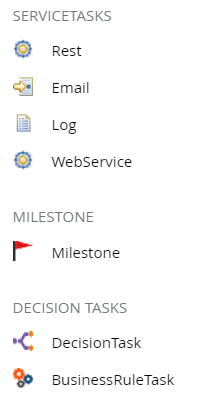 SERVICETASKS
Rest
Email
Log
WebService
MILESTONE
Milestone
DECISION TASKS
DecisionTask
BusinessRuleTask